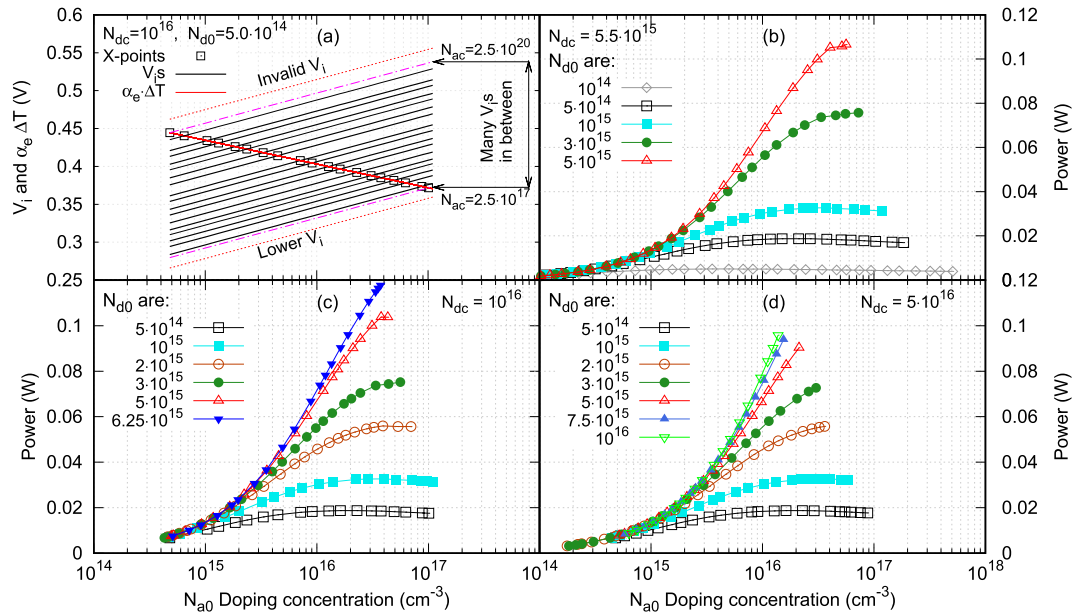 N_dc=10^16 , N_d0=5.0·10^14 (a)
X-points
V_is
α_e·ΔT
Invalid V_i
N_ac=2.5·10^20
Many V_is
in between
N_ac=2.5·10^17
Lower V_i
V_i and α_e ΔT (V)
0.6
0.55
0.5
0.45
0.4
0.35
0.3
0.25
(b)
N_dc = 5.5·10^15
N_d0 are:
10^14
5·10^14
10^15
3·10^15
5·10^15
0.12
0.1
0.08
0.06
0.04
0.02
0.12
Power (W)
(c)
N_d0 are:
N_dc = 10^16
5·10^14
10^15
2·10^15
3·10^15
5·10^15
6.25·10^15
0.25
0.1
0.08
0.06
0.04
0.02
0
Power (W)
10^14 10^15 10^16 10^17
N_a0 Doping concentration (cm^-3)
(d)
N_d0 are:
N_dc = 5·10^16
5·10^14
10^15
2·10^15
3·10^15
5·10^15
7.5·10^15
10^16
0.1
0.08
0.06
0.04
0.02
0
Power (W)
10^14 10^15 10^16 10^17 10^18
N_a0 Doping concentration (cm^-3)